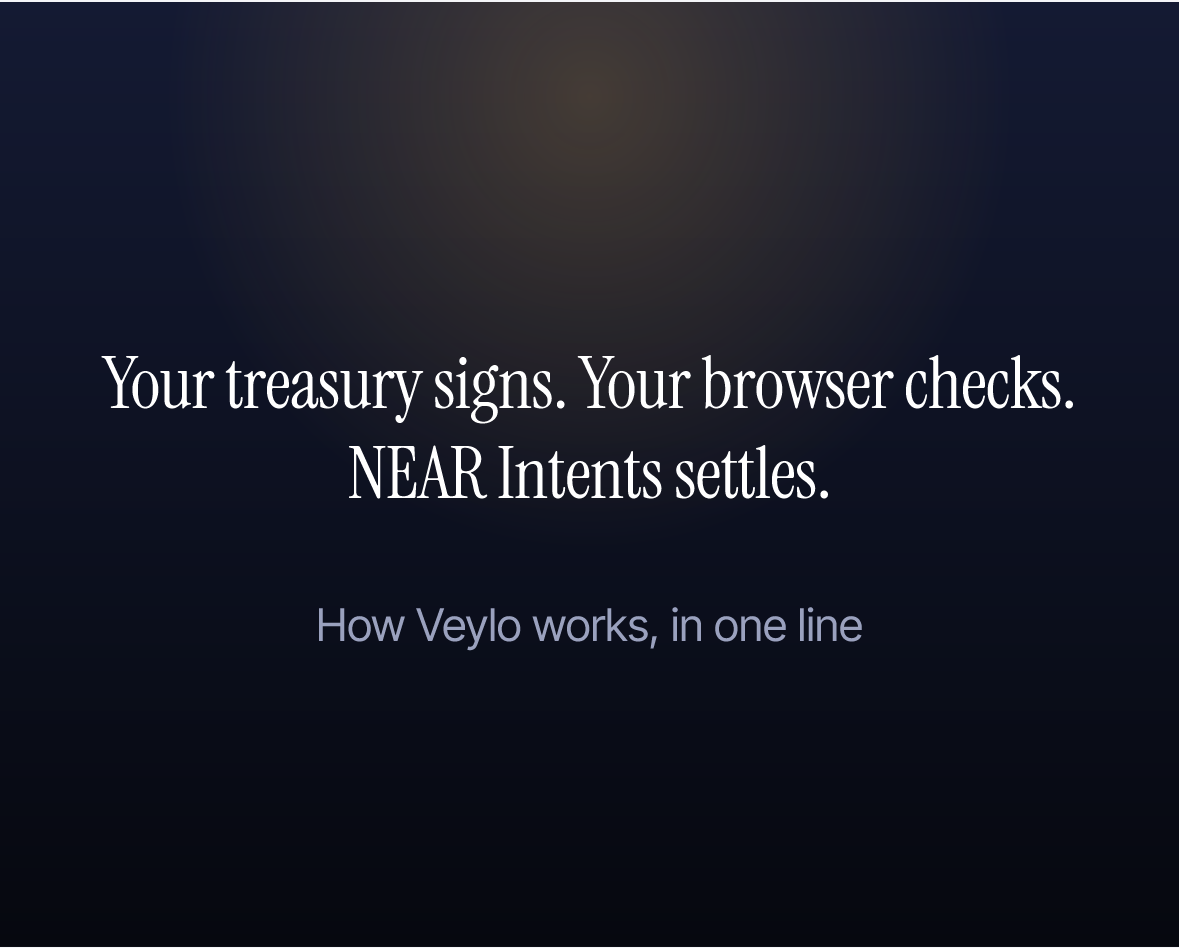 Your treasury signs. Your browser checks.
NEAR Intents settles.
How Veylo works, in one line